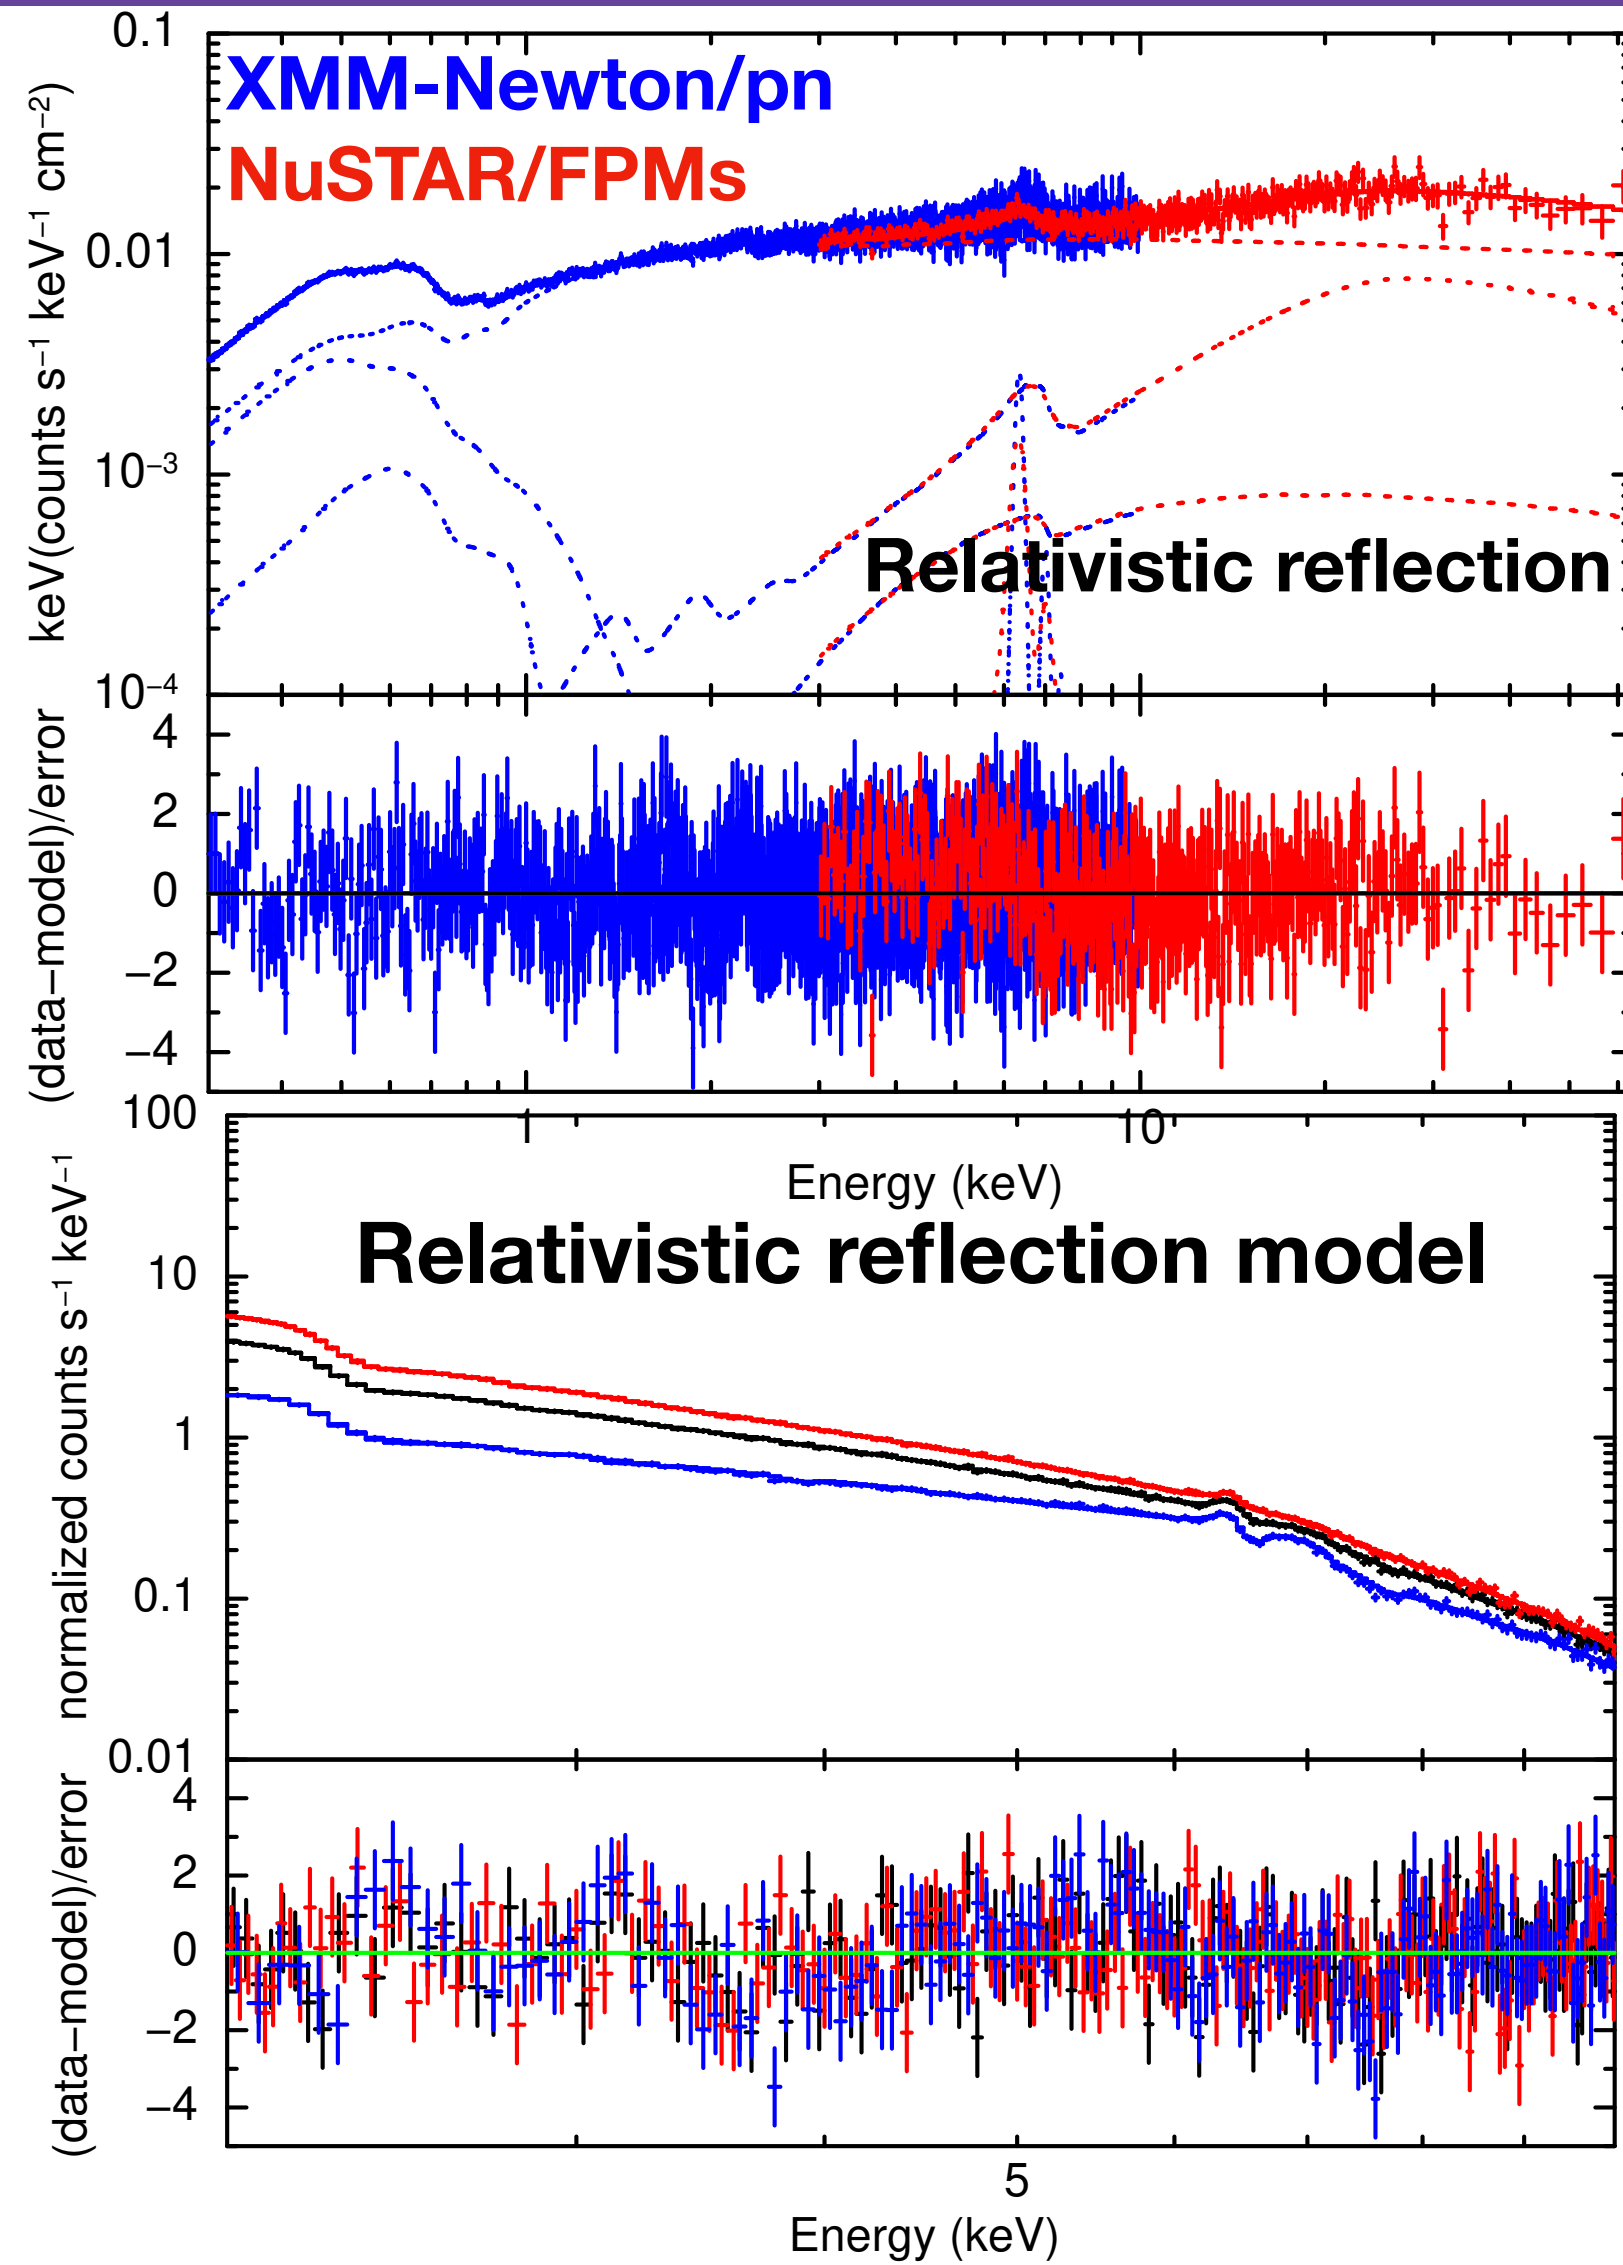 0.1
XMM-Newton/pn
NuSTAR/FPMs
0.01
10−3
10−4
keV(counts s−1 keV−1 cm−2)
Relativistic reflection
4
2
0
−2
−4
(data−model)/error
1
10
Energy (keV)
100
10
1
0.1
0.01
normalized counts s−1 keV−1
Relativistic reflection model
4
2
0
−2
−4
(data−model)/error
5
Energy (keV)